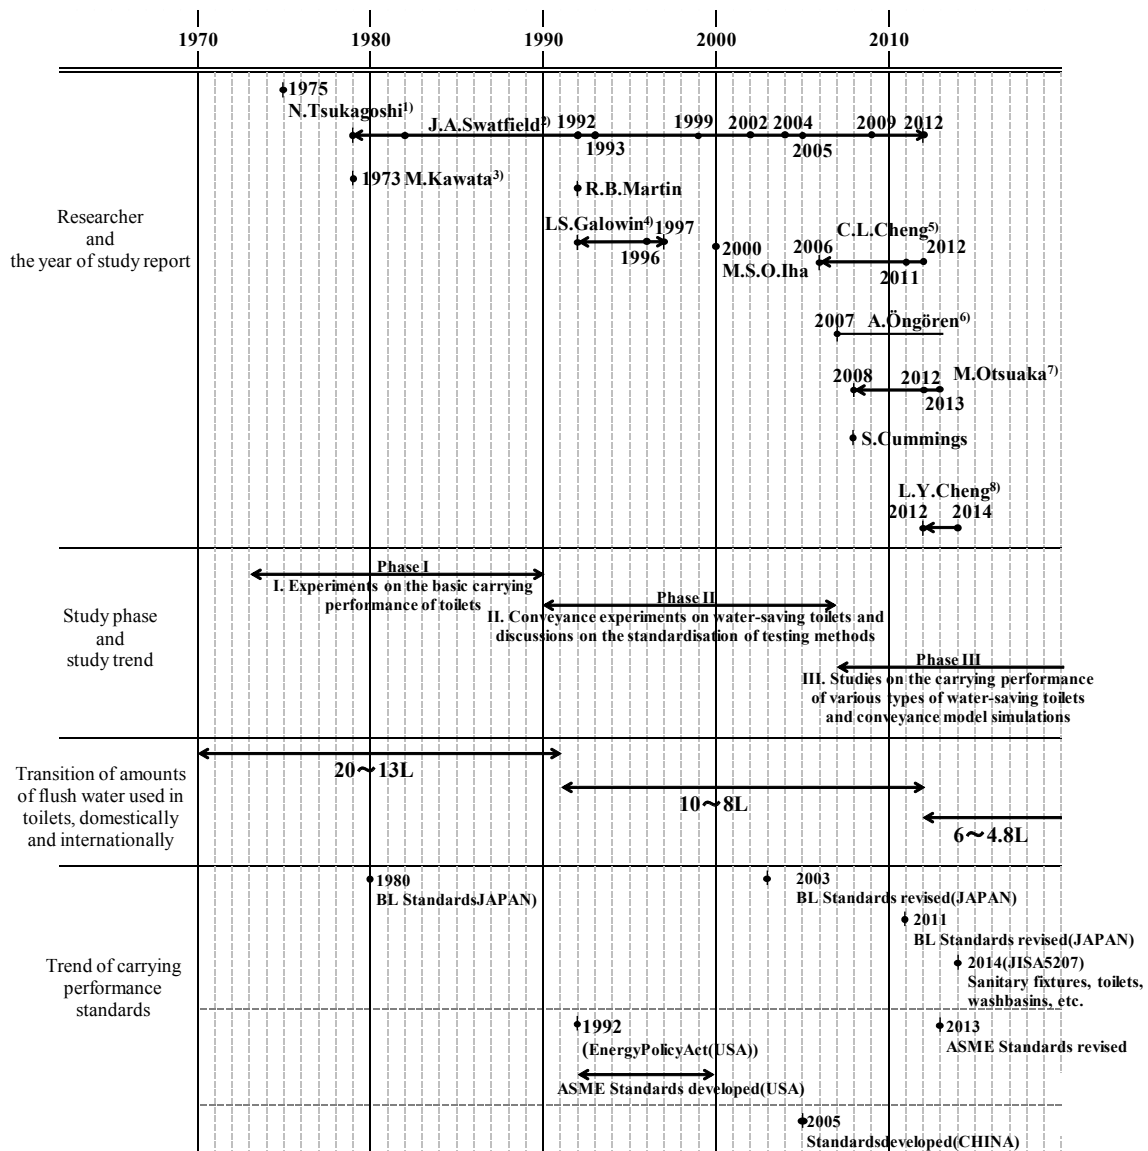 1970 1980 1990 2000 2010
Researcher
and
the year of study report
1975
N.Tsukagoshi1)
J.A.Swatfield2) 1992 1999 2002 2004 2009 2012
1993 2005
1973 M.Kawata3)
R.B.Martin
LS.Galowin4) 1997
1996
2000
M.S.O.Iha
C.L.Cheng5)
2006 2012
2011
2007 A.Öngören6)
2008 2012 M.Otsuaka7)
2013
S.Cummings
L.Y.Cheng8)
2012 2014
Study phase
and
study trend
Phase I
I. Experiments on the basic carrying
performance of toilets
Phase II
II. Conveyance experiments on water-saving toilets and
discussions on the standardisation of testing methods
Phase III
III. Studies on the carrying performance
of various types of water-saving toilets
and conveyance model simulations
Transition of amounts
of flush water used in
toilets, domestically
and internationally
20～13L
10～8L
6～4.8L
Trend of carrying
performance
standards
1980
BL StandardsJAPAN)
2003
BL Standards revised(JAPAN)
2011
BL Standards revised(JAPAN)
2014(JISA5207)
Sanitary fixtures, toilets,
washbasins, etc.
1992
(EnergyPolicyAct(USA))
ASME Standards developed(USA)
2013
ASME Standards revised
2005
Standardsdeveloped(CHINA)